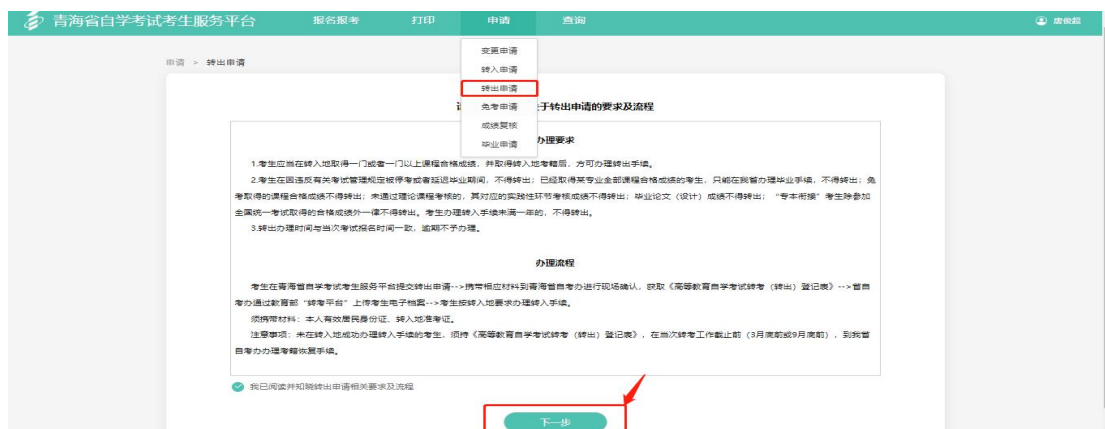 青海省自学考试考生服务平台 报名报考 打印 申请 查询 唐俊超
变更申请
申请 > 转出申请
转入申请
转出申请
免考申请
于转出申请的要求及流程
成绩复核
毕业申请
办理要求
1.考生应当在转入地取得一门或者一门以上课程合格成绩，并取得转入地考籍后，方可办理转出手续。
2.考生在因违反有关考试管理规定被停考或者延迟毕业期间，不得转出；已经取得某专业全部课程合格成绩的考生，只能在我省办理毕业手续，不得转出；免
考取得的课程合格成绩不得转出；未通过理论课程考核的，其对应的实践性环节考核成绩不得转出；毕业论文（设计）成绩不得转出；“专本衔接”考生除参加
全国统一考试取得的合格成绩外一律不得转出。考生办理转入手续未满一年的，不得转出。
3.转出办理时间与当次考试报名时间一致，逾期不予办理。
办理流程
考生在青海省自学考试考生服务平台提交转出申请-->携带相应材料到青海省自考办进行现场确认，获取《高等教育自学考试转考（转出）登记表》-->省自
考办通过教育部“转考平台”上传考生电子档案-->考生按转入地要求办理转入手续。
须携带材料：本人有效居民身份证、转入地准考证。
注意事项：未在转入地成功办理转入手续的考生，须持《高等教育自学考试转考（转出）登记表》，在当次转考工作截止前（3月底前或9月底前），到我省
自考办办理考籍恢复手续。
我已阅读并知晓转出申请相关要求及流程
下一步